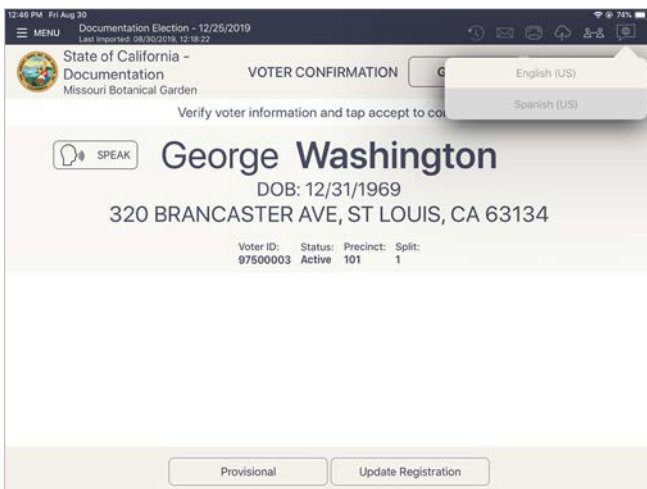 12:46 PM Fri Aug 30
74%
MENU
Documentation Election - 12/25/2019
Last Imported: 08/30/2019, 12:18:22
State of California -
Documentation
Missouri Botanical Garden
VOTER CONFIRMATION
G
English (US)
Spanish (US)
Verify voter information and tap accept to co
SPEAK
George Washington
DOB: 12/31/1969
320 BRANCASTER AVE, ST LOUIS, CA 63134
Voter ID: Status: Precinct: Split:
97500003 Active 101 1
Provisional
Update Registration